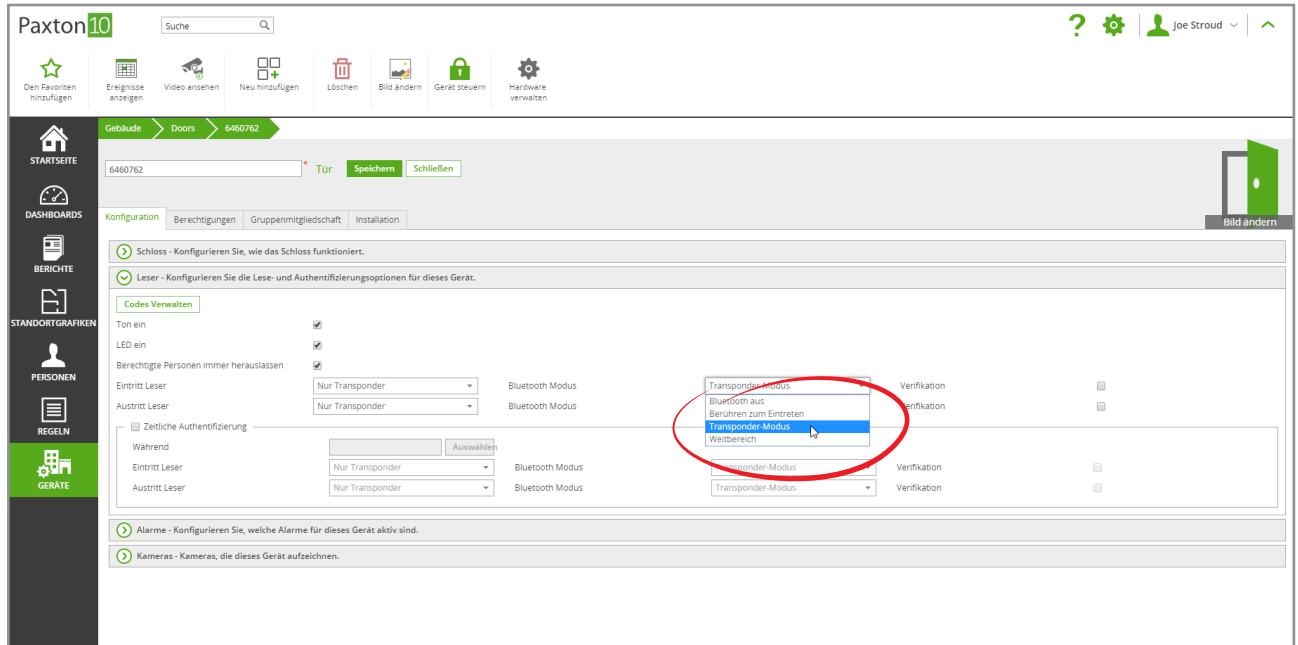 Paxton10
Suche
Joe Stroud
Den Favoriten
hinzufügen
Ereignisse
anzeigen
Video ansehen
Neu hinzufügen
Löschen
Bild ändern
Gerät steuern
Hardware
verwalten
STARTSEITE
DASHBOARDS
BERICHTE
STANDORTGRAFIKEN
PERSONEN
REGELN
GERÄTE
Gebäude Doors 6460762
6460762 * Tür Speichern Schließen
Bild ändern
Konfiguration Berechtigungen Gruppenmitgliedschaft Installation
Schloss - Konfigurieren Sie, wie das Schloss funktioniert.
Leser - Konfigurieren Sie die Lese- und Authentifizierungsoptionen für dieses Gerät.
Codes Verwalten
Ton ein
LED ein
Berechtigte Personen immer herauslassen
Eintritt Leser Nur Transponder Bluetooth Modus Transponder-Modus Verifikation
Austritt Leser Nur Transponder Bluetooth Modus Verifikation
Bluetooth aus
Berühren zum Eintreten
Transponder-Modus
Weitbereich
Zeitliche Authentifizierung
Während Auswählen
Eintritt Leser Nur Transponder Bluetooth Modus Transponder-Modus Verifikation
Austritt Leser Nur Transponder Bluetooth Modus Transponder-Modus Verifikation
Alarme - Konfigurieren Sie, welche Alarme für dieses Gerät aktiv sind.
Kameras - Kameras, die dieses Gerät aufzeichnen.